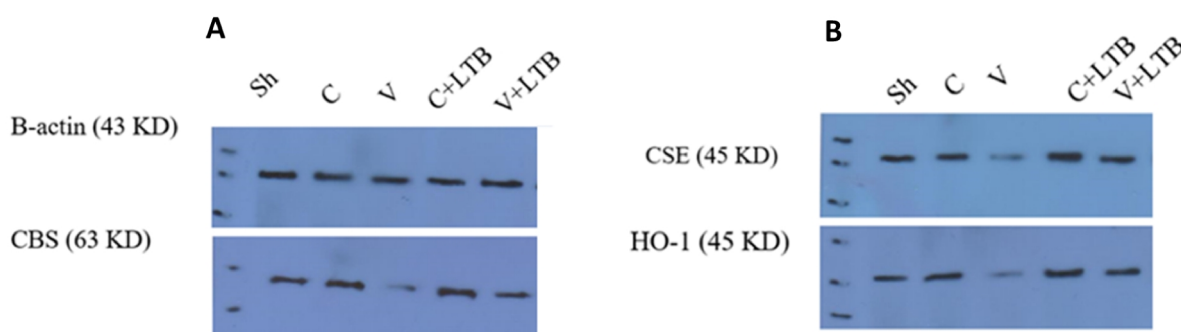 A
Sh C V C+LTB V+LTB
B-actin (43 KD)
CBS (63 KD)
B
Sh C V C+LTB V+LTB
CSE (45 KD)
HO-1 (45 KD)